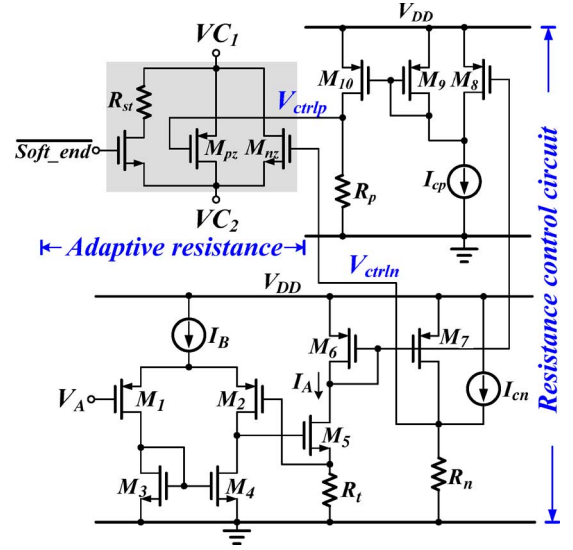 VC1
VDD
Rst
Vctrlp
M10
M9
M8
Soft_end
Mpz
Mnz
Rp
Icp
VC2
Adaptive resistance
Vctrln
VDD
IB
M6
M7
VA
M1
M2
IA
Icn
M5
M3
M4
Rt
Rn
Resistance control circuit